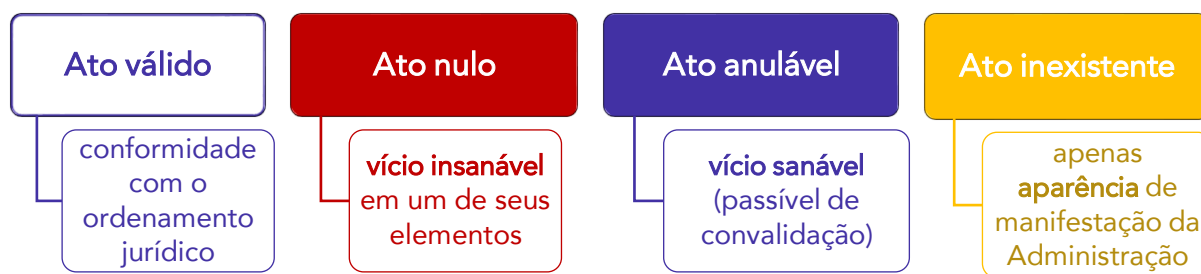 Ato válido
conformidade
com o
ordenamento
jurídico
Ato nulo
vício insanável
em um de seus
elementos
Ato anulável
vício sanável
(passível de
convalidação)
Ato inexistente
apenas
aparência de
manifestação da
Administração